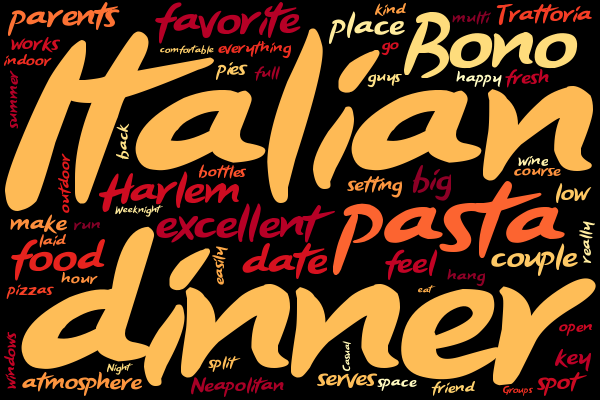 parents
favorite
kind
multi
Trattoria
place
Bono
works
comfortable
everything
go
indoor
pies
full
guys
happy
fresh
summer
Italian
back
outdoor
bottles
wine
course
Harlem
setting
big
low
Weeknight
make
run
excellent
pasta
really
laid
food
date
feel
couple
hour
easily
hang
pizzas
dinner
eat
open
windows
Night
split
Casual
key
atmosphere
Neapolitan
serves
space
friend
Groups
spot